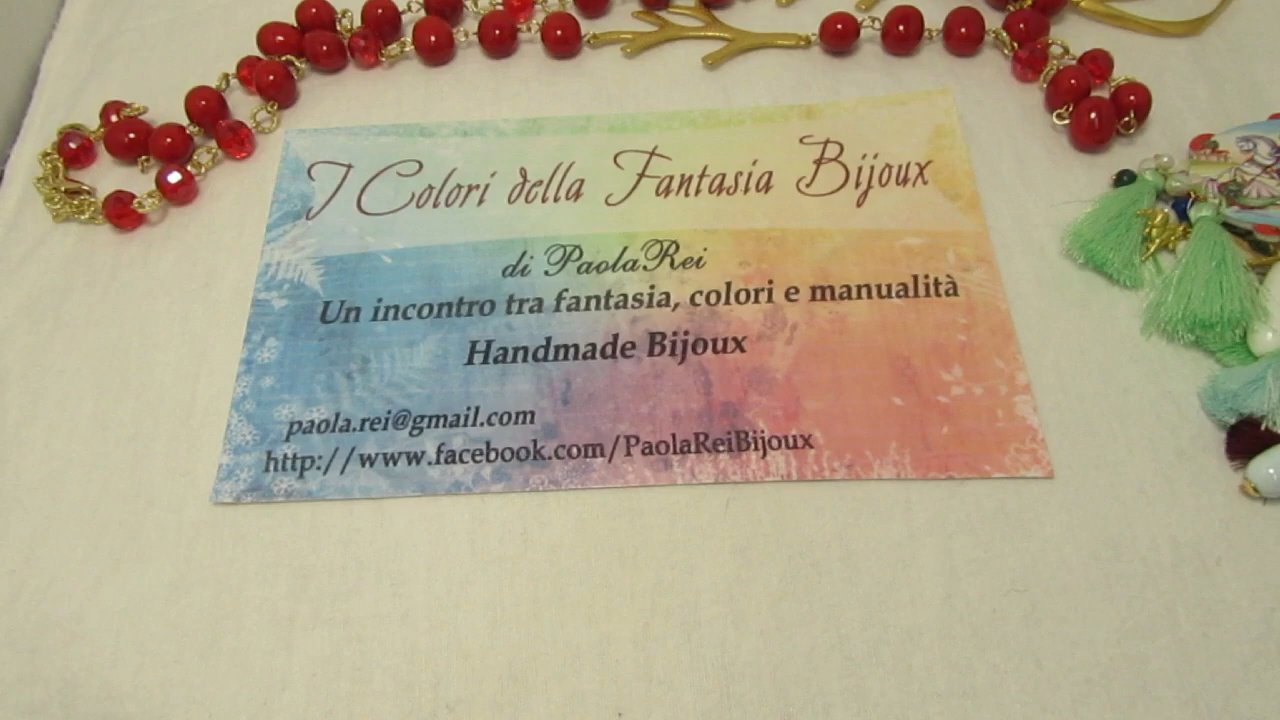 I Colori della Fantasia Bijoux
di PaolaRei
Un incontro tra fantasia, colori e manualità
Handmade Bijoux
paola.rei@gmail.com
http://www.facebook.com/PaolaReiBijoux